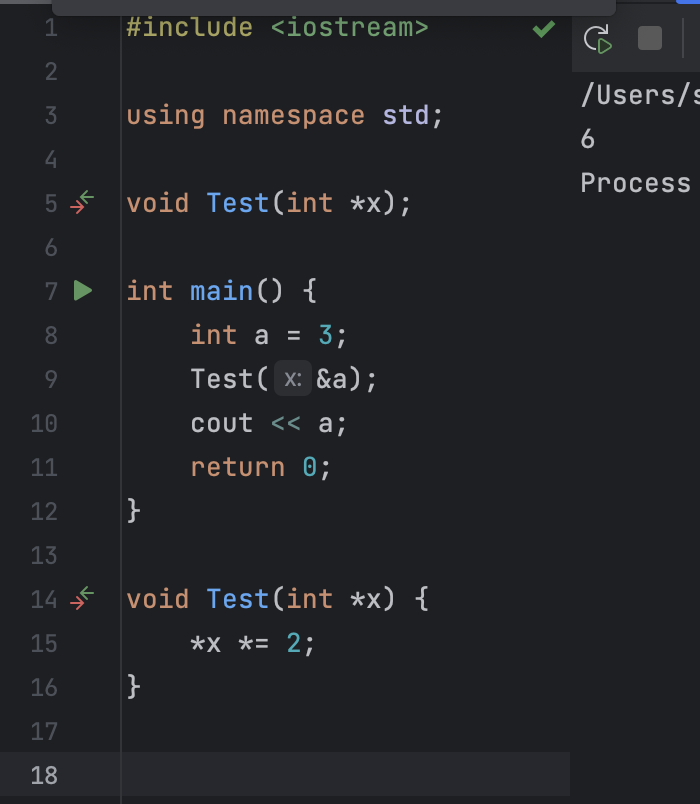 1 #include <iostream>
2
3 using namespace std;
4
5 void Test(int *x);
6
7 int main() {
8 int a = 3;
9 Test( x: &a);
10 cout << a;
11 return 0;
12 }
13
14 void Test(int *x) {
15 *x *= 2;
16 }
17
18
/Users/s
6
Process